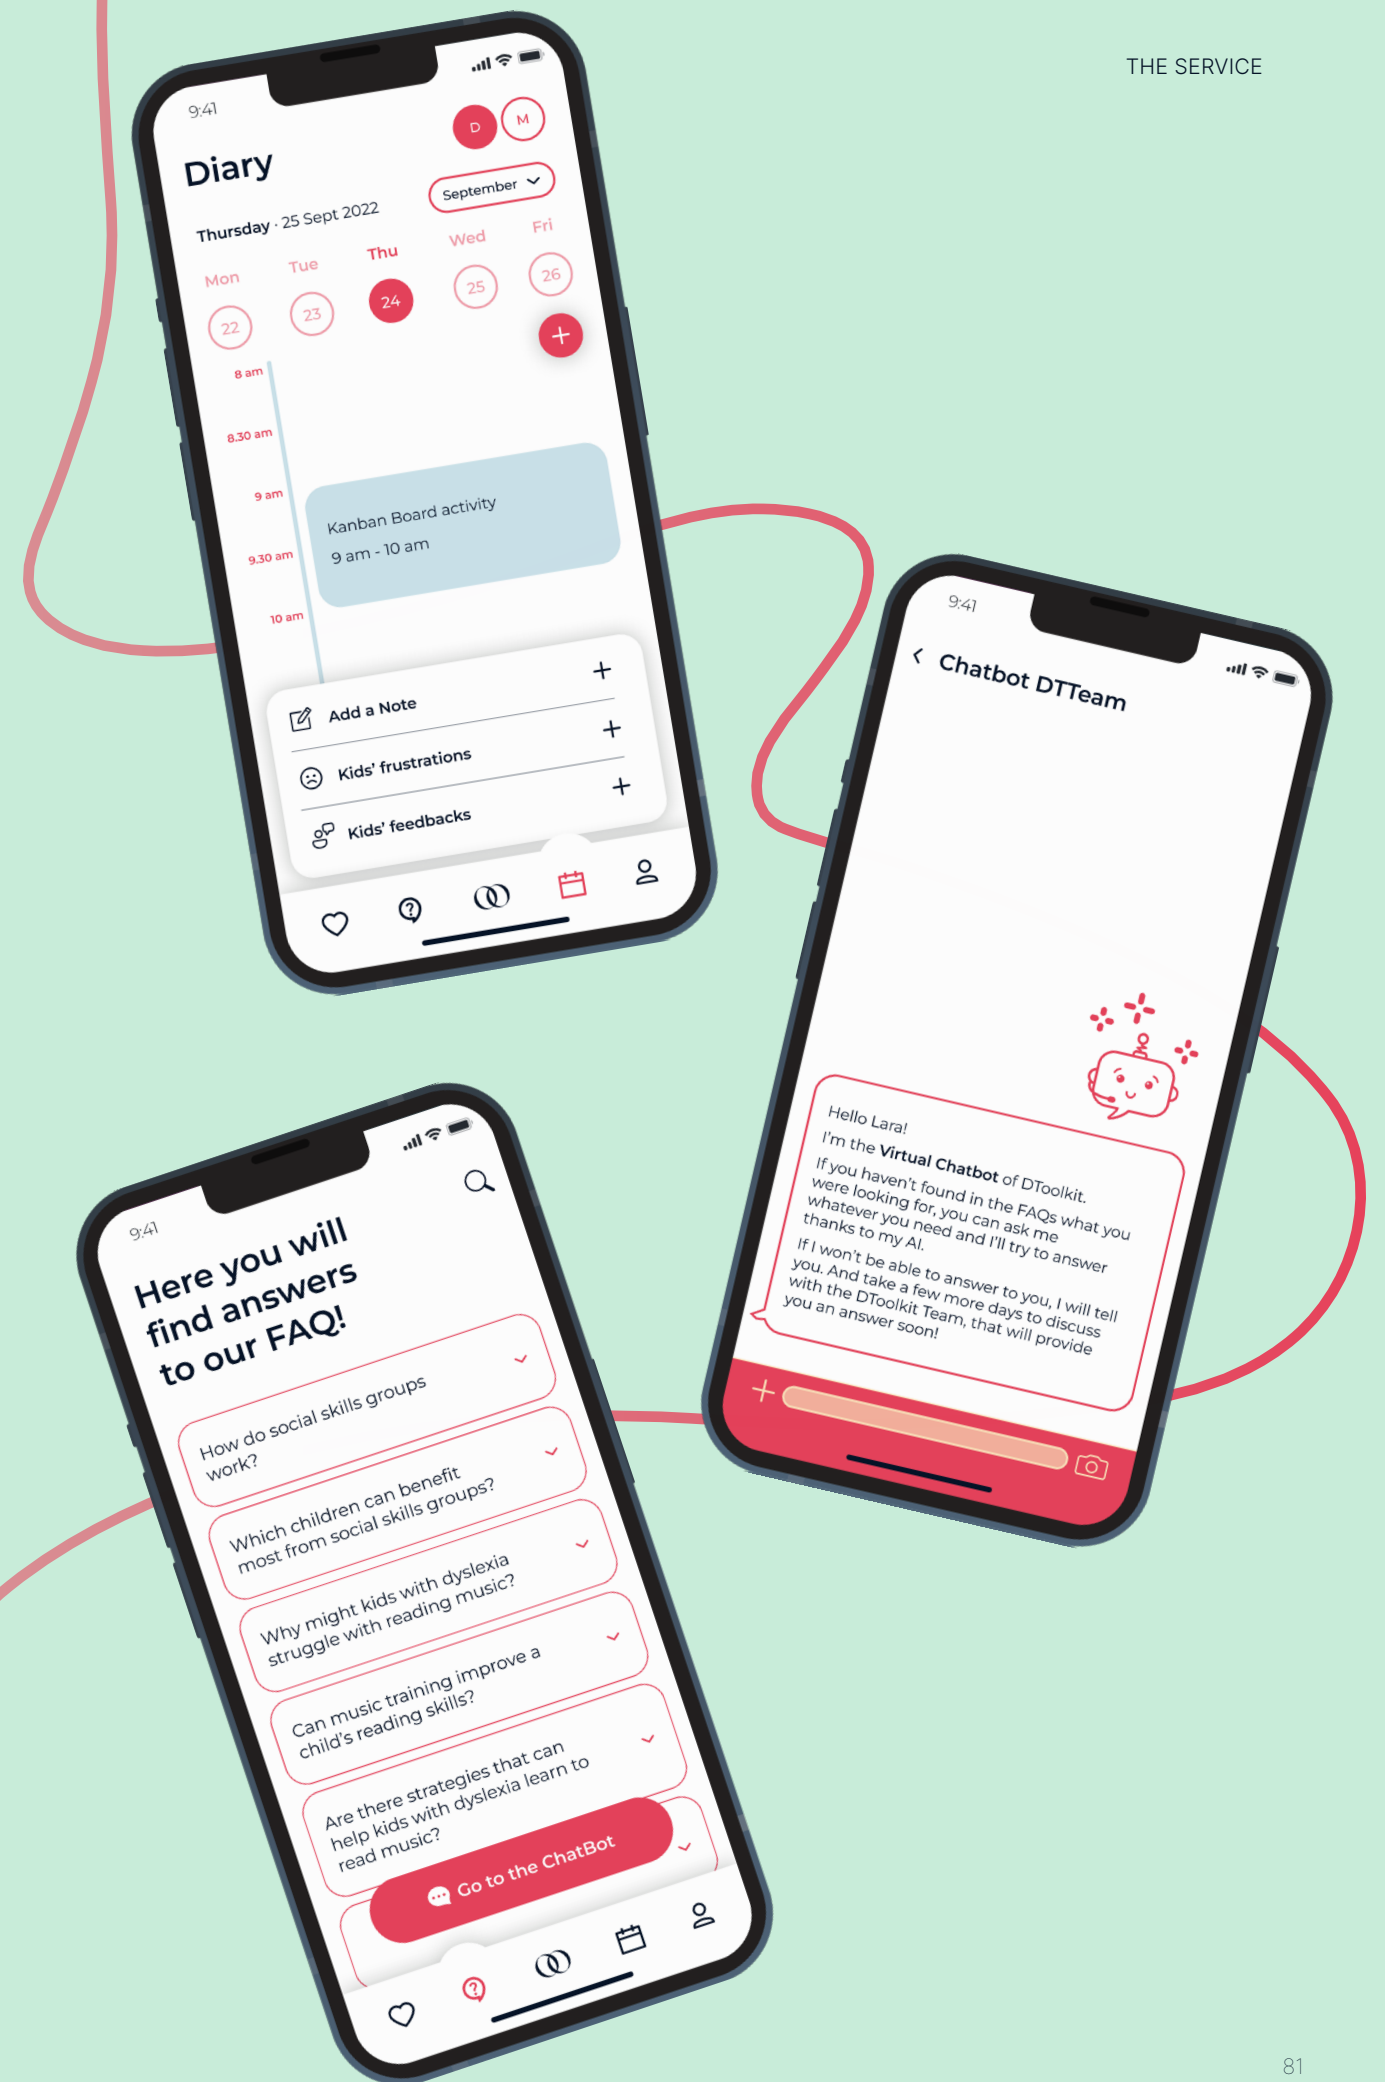 THE SERVICE
9:41
D M
Diary
September
Thursday · 25 Sept 2022
Mon Tue Thu Wed Fri
22 23 24 25 26
8 am
8.30 am
9 am
Kanban Board activity
9 am - 10 am
9.30 am
10 am
Add a Note
Kids’ frustrations
Kids’ feedbacks
9:41
Chatbot DTTeam
Hello Lara!
I’m the Virtual Chatbot of DToolkit.
If you haven’t found in the FAQs what you
were looking for, you can ask me
whatever you need and I’ll try to answer
thanks to my AI.
If I won’t be able to answer to you, I will tell
you. And take a few more days to discuss
with the DToolkit Team, that will provide
you an answer soon!
9:41
Here you will
find answers
to our FAQ!
How do social skills groups
work?
Which children can benefit
most from social skills groups?
Why might kids with dyslexia
struggle with reading music?
Can music training improve a
child’s reading skills?
Are there strategies that can
help kids with dyslexia learn to
read music?
Go to the ChatBot
81